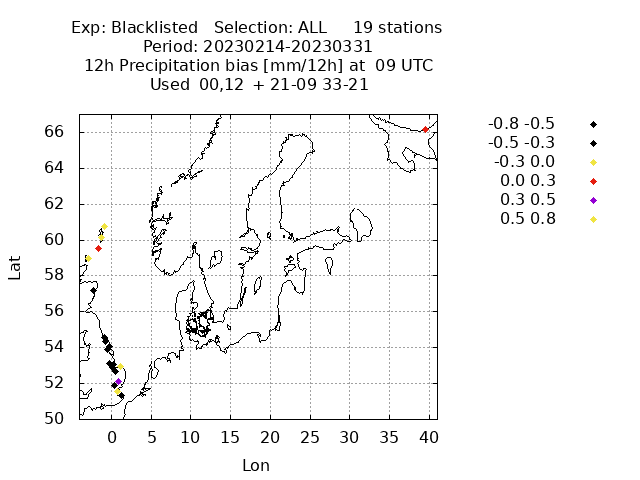 Exp: Blacklisted   Selection: ALL     19 stations
Period: 20230214-20230331
12h Precipitation bias [mm/12h] at  09 UTC
Used 00,12  + 21-09 33-21
-0.8 -0.5
-0.5 -0.3
-0.3 0.0
0.0 0.3
0.3 0.5
0.5 0.8
66
64
62
60
58
56
54
52
50
Lat
0 5 10 15 20 25 30 35 40
Lon